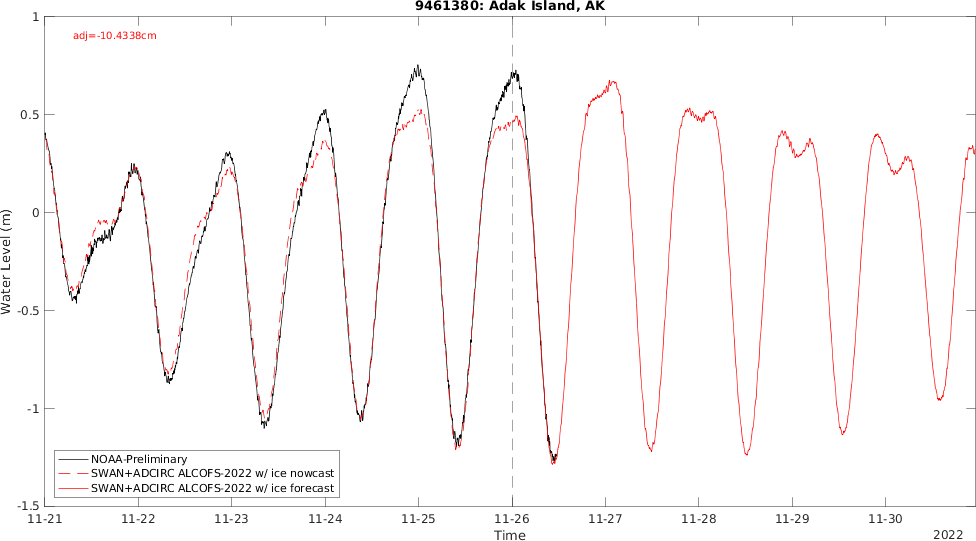 9461380: Adak Island, AK
adj=-10.4338cm
Water Level (m)
1
0.5
0
-0.5
-1
-1.5
NOAA-Preliminary
SWAN+ADCIRC ALCOFS-2022 w/ ice nowcast
SWAN+ADCIRC ALCOFS-2022 w/ ice forecast
11-21 11-22 11-23 11-24 11-25 11-26 11-27 11-28 11-29 11-30
Time
2022